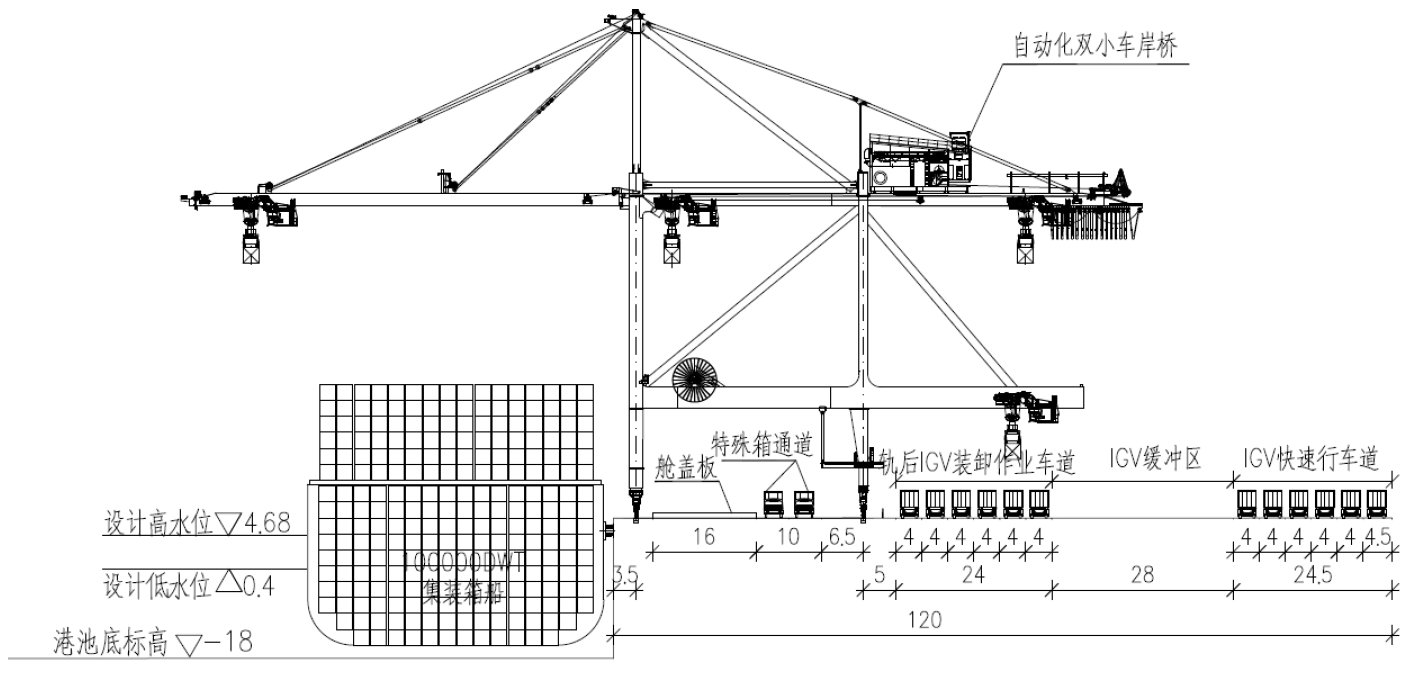 自动化双小车岸桥
特殊箱通道
舱盖板
轨后IGV装卸作业车道
IGV缓冲区
IGV快速行车道
设计高水位▽4.68
100000DWT
集装箱船
设计低水位△0.4
港池底标高▽-18
16 10 6.5 4 4 4 4 4 4 4 4 4 4 4 4.5
3.5 5 24 28 24.5
120